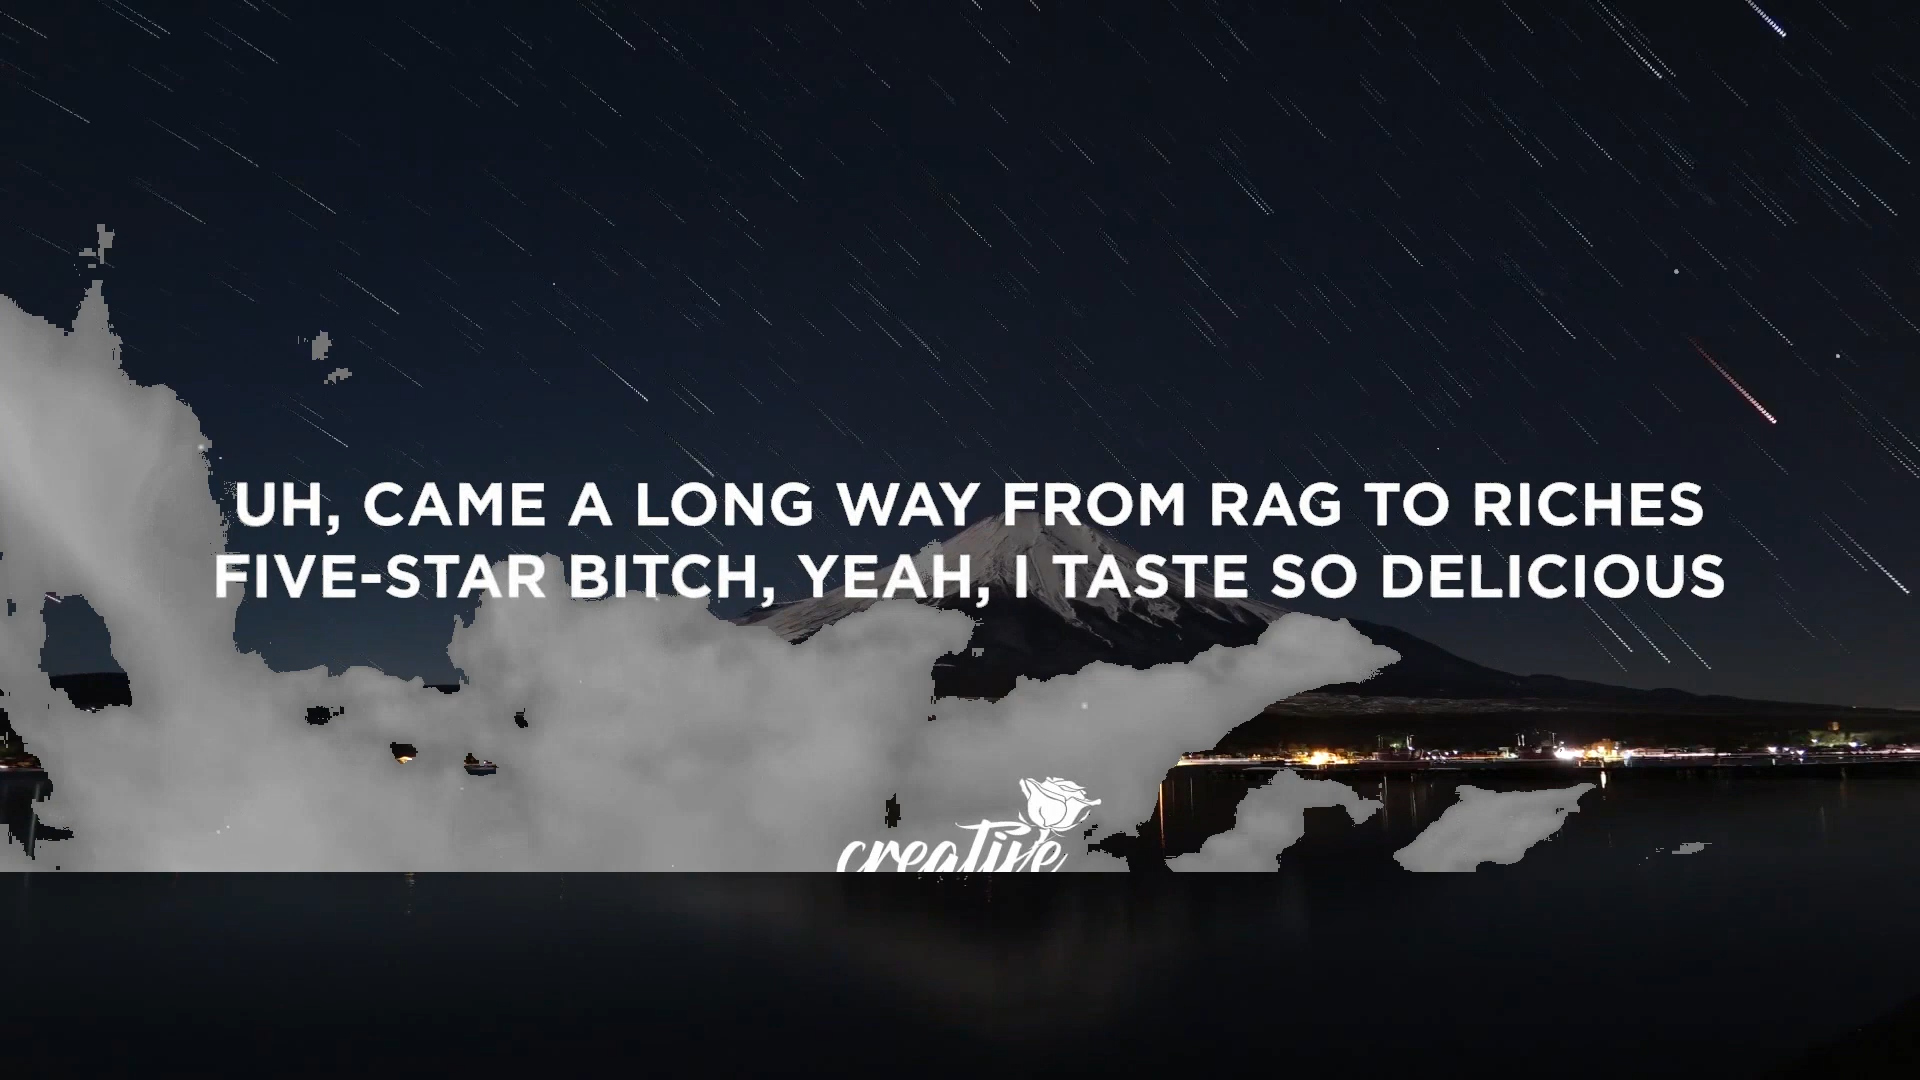 UH, CAME A LONG WAY FROM RAG TO RICHES
FIVE-STAR BITCH, YEAH, I TASTE SO DELICIOUS
creative